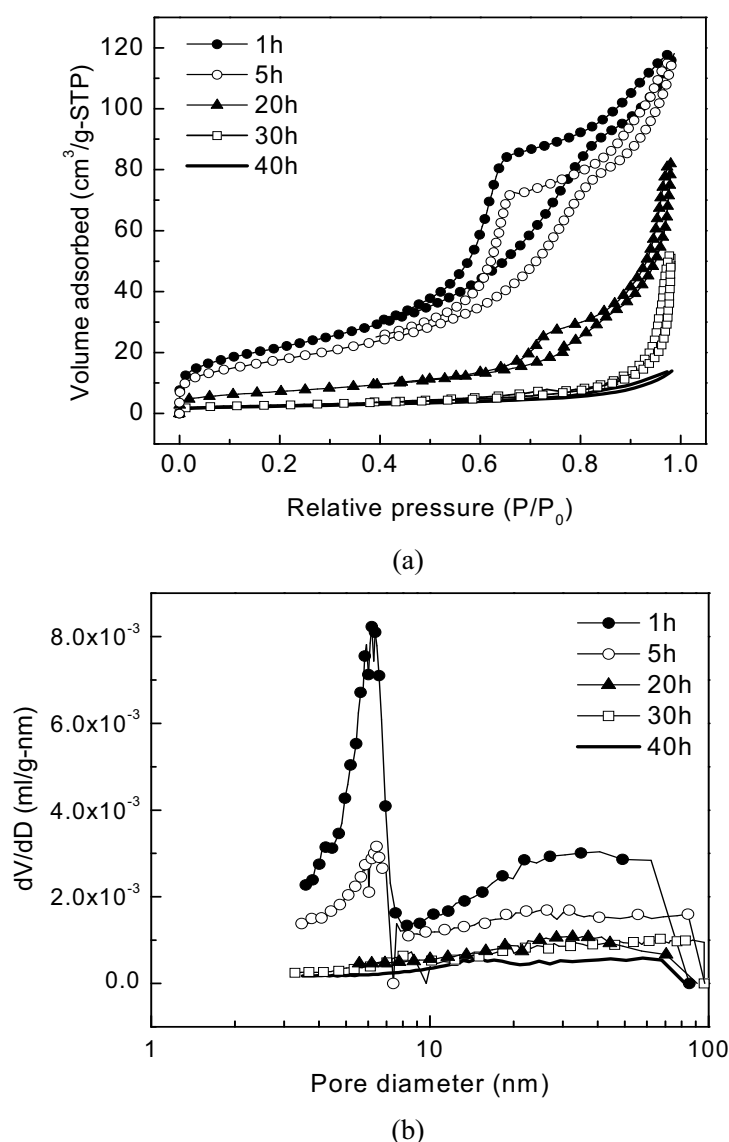 1h
5h
20h
30h
40h
120
100
80
60
40
20
0
Volume adsorbed (cm³/g-STP)
0.0 0.2 0.4 0.6 0.8 1.0
Relative pressure (P/P₀)
(a)
1h
5h
20h
30h
40h
8.0x10⁻³
6.0x10⁻³
4.0x10⁻³
2.0x10⁻³
0.0
dV/dD (ml/g-nm)
1 10 100
Pore diameter (nm)
(b)